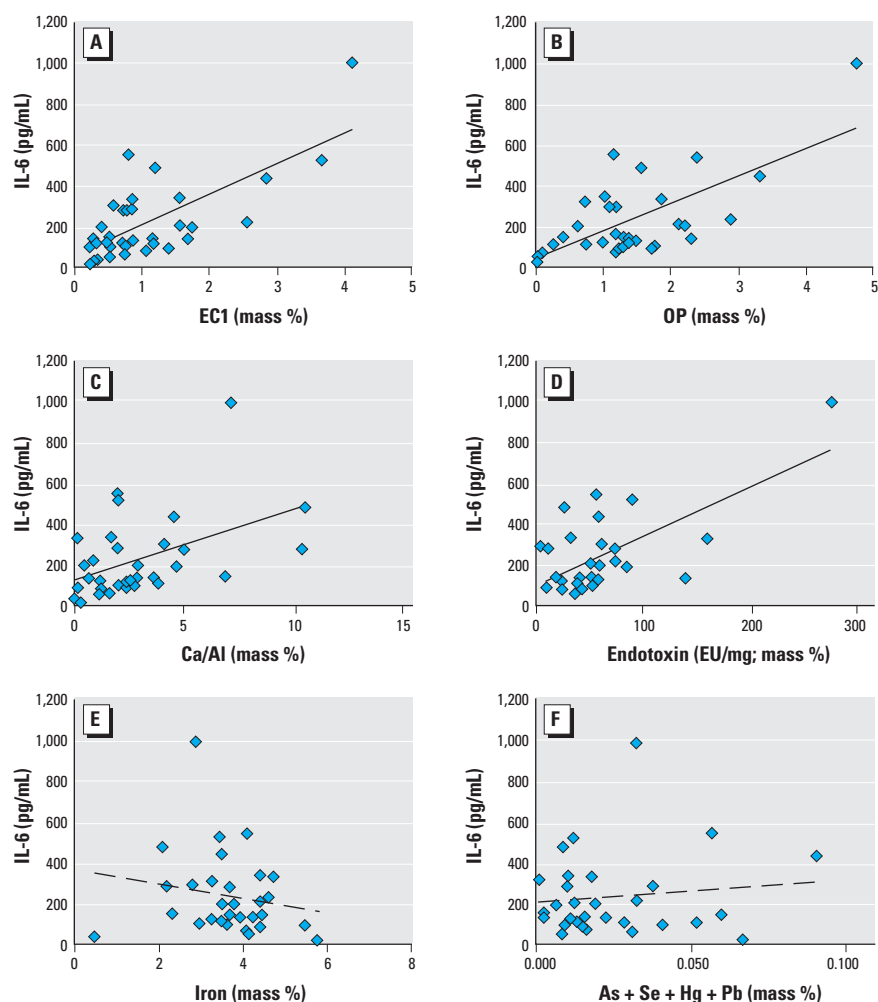 A
1,200
1,000
800
600
400
200
0
IL-6 (pg/mL)
0 1 2 3 4 5
EC1 (mass %)
B
1,200
1,000
800
600
400
200
0
IL-6 (pg/mL)
0 1 2 3 4 5
OP (mass %)
C
1,200
1,000
800
600
400
200
0
IL-6 (pg/mL)
0 5 10 15
Ca/Al (mass %)
D
1,200
1,000
800
600
400
200
0
IL-6 (pg/mL)
0 100 200 300
Endotoxin (EU/mg; mass %)
E
1,200
1,000
800
600
400
200
0
IL-6 (pg/mL)
0 2 4 6 8
Iron (mass %)
F
1,200
1,000
800
600
400
200
0
IL-6 (pg/mL)
0.000 0.050 0.100
As + Se + Hg + Pb (mass %)